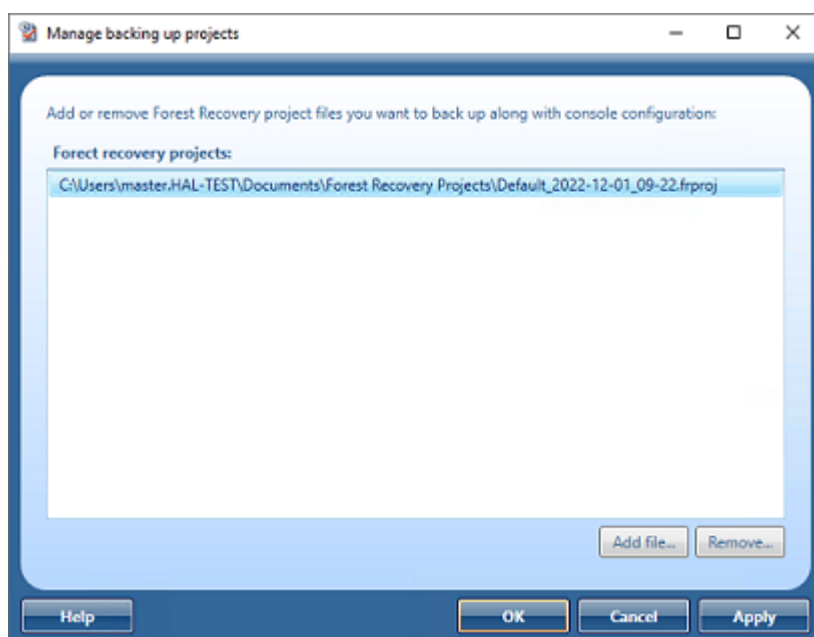 Manage backing up projects
Add or remove Forest Recovery project files you want to back up along with console configuration:
Forect recovery projects:
C:\Users\master.HAL-TEST\Documents\Forest Recovery Projects\Default_2022-12-01_09-22.frproj
Add file... Remove...
Help OK Cancel Apply